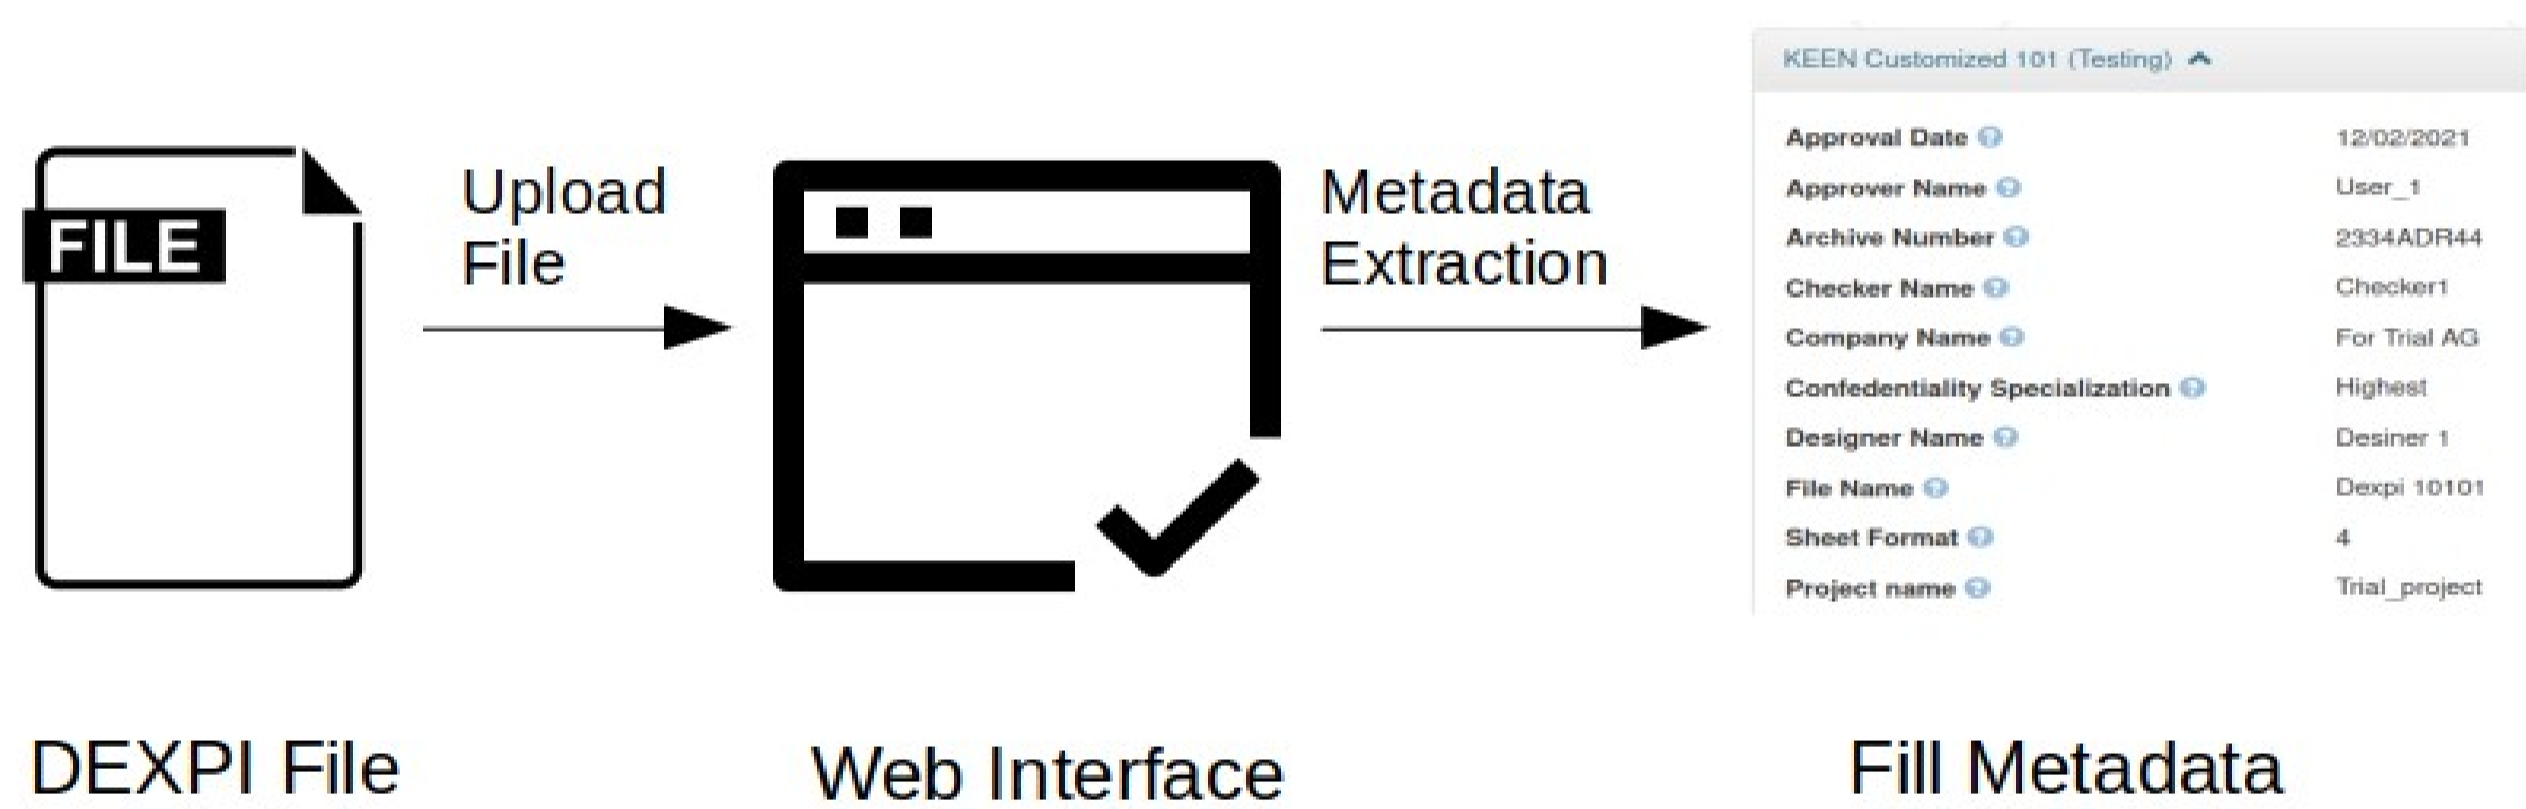 FILE
Upload
File
Metadata
Extraction
KEEN Customized 101 (Testing)
Approval Date 12/02/2021
Approver Name User_1
Archive Number 2334ADR44
Checker Name Checker1
Company Name For Trial AG
Confedentiality Specialization Highest
Designer Name Desiner 1
File Name Dexpi 10101
Sheet Format 4
Project name Trial_project
DEXPI File
Web Interface
Fill Metadata